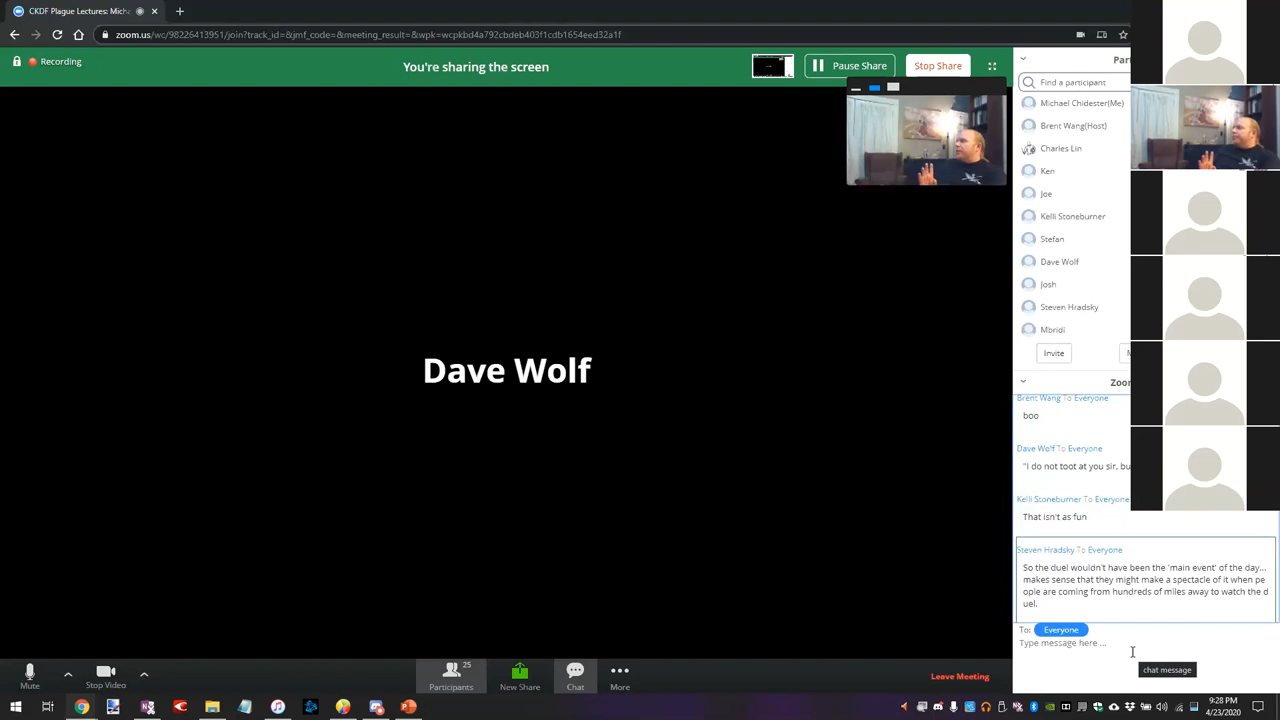 CKDF Plague Lectures: Mich
zoom.us/wc/98226413951/join?track_id=&jmf_code=&meeting_result=&wpk=wcpkbd4a792cbdeb403f1cdb1654eed32a1f
Recording
You're sharing the screen
Pause Share
Stop Share
Find a participant
Michael Chidester(Me)
Brent Wang(Host)
Charles Lin
Ken
Joe
Kelli Stoneburner
Stefan
Dave Wolf
Josh
Steven Hradsky
Mbridi
Invite
Dave Wolf
Brent Wang To Everyone
boo
Dave Wolf To Everyone
"I do not toot at you sir, bu
Kelli Stoneburner To Everyone
That isn't as fun
Steven Hradsky To Everyone
So the duel wouldn't have been the 'main event' of the day...
makes sense that they might make a spectacle of it when pe
ople are coming from hundreds of miles away to watch the d
uel.
To: Everyone
Type message here ...
chat message
Mute
Stop Video
25
Participants
New Share
Chat
More
Leave Meeting
9:28 PM
4/23/2020